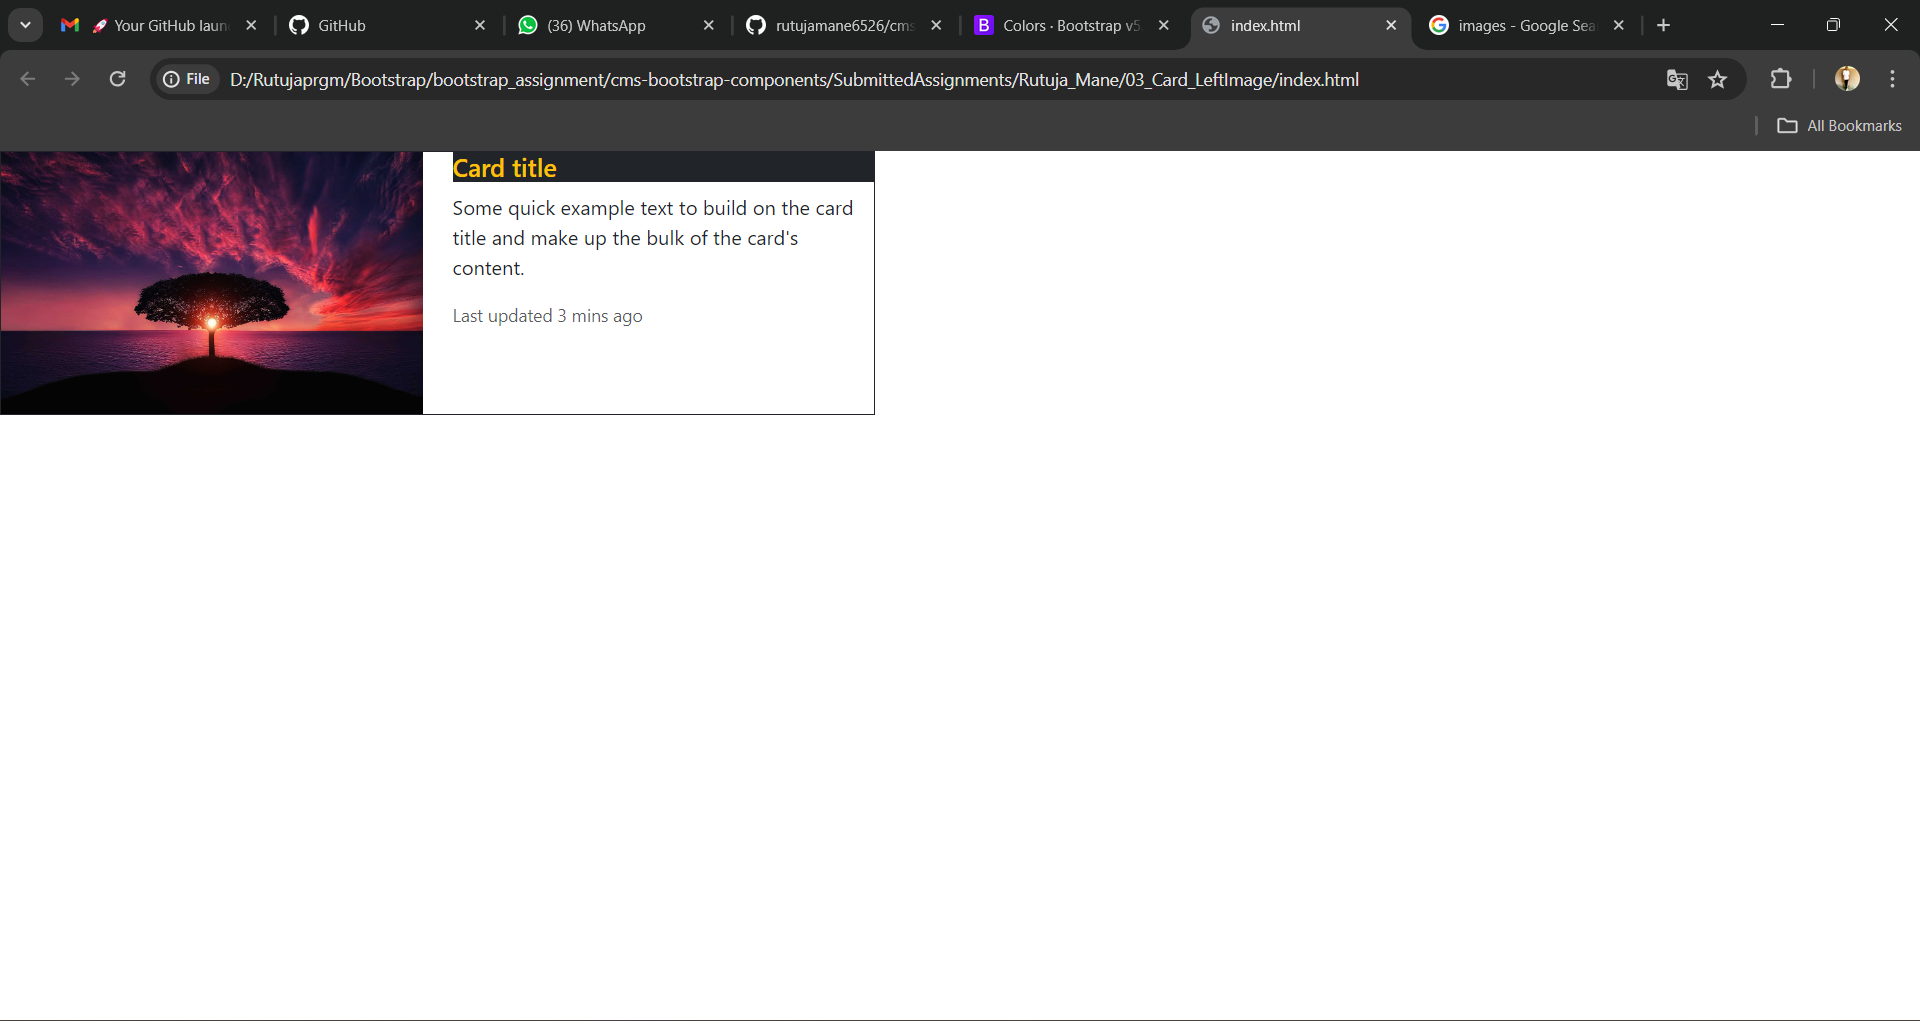 🚀 Your GitHub laun
GitHub
(36) WhatsApp
rutujamane6526/cms
B
Colors · Bootstrap v5
index.html
images - Google Sea
File
D:/Rutujaprgm/Bootstrap/bootstrap_assignment/cms-bootstrap-components/SubmittedAssignments/Rutuja_Mane/03_Card_LeftImage/index.html
All Bookmarks
Card title
Some quick example text to build on the card
title and make up the bulk of the card's
content.
Last updated 3 mins ago